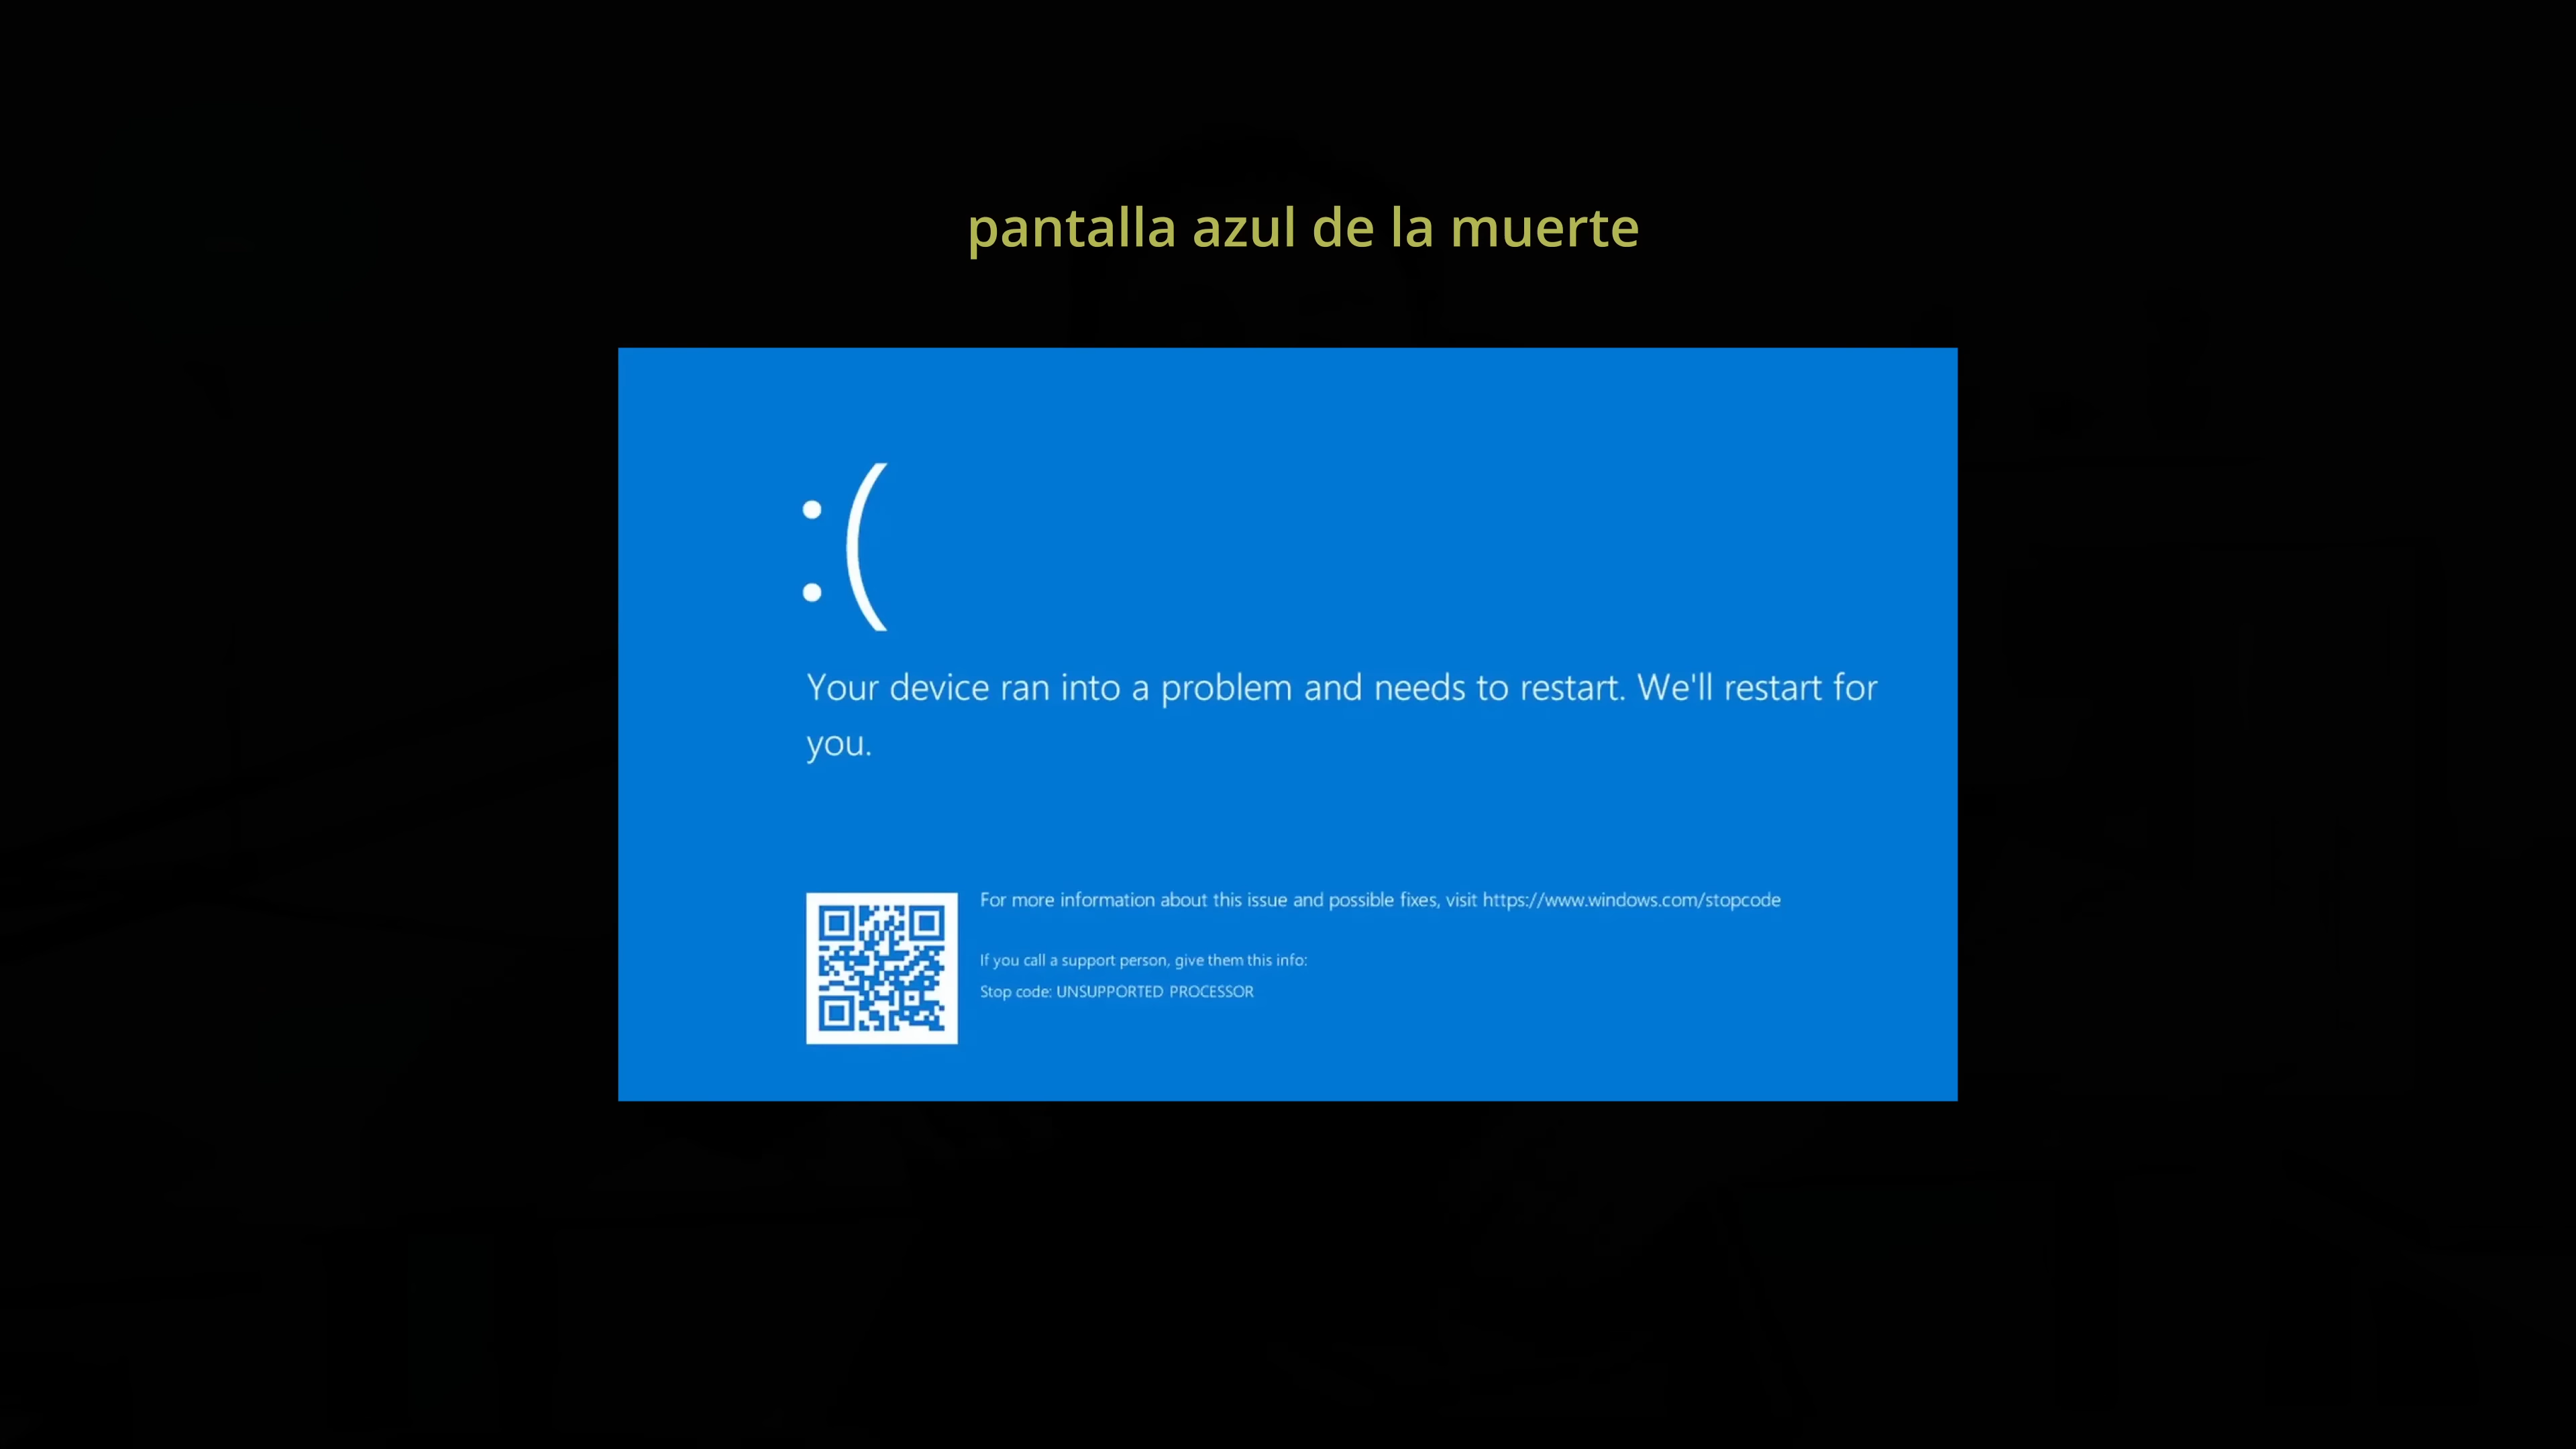 pantalla azul de la muerte
:(
Your device ran into a problem and needs to restart. We'll restart for
you.
For more information about this issue and possible fixes, visit https://www.windows.com/stopcode
If you call a support person, give them this info:
Stop code: UNSUPPORTED PROCESSOR